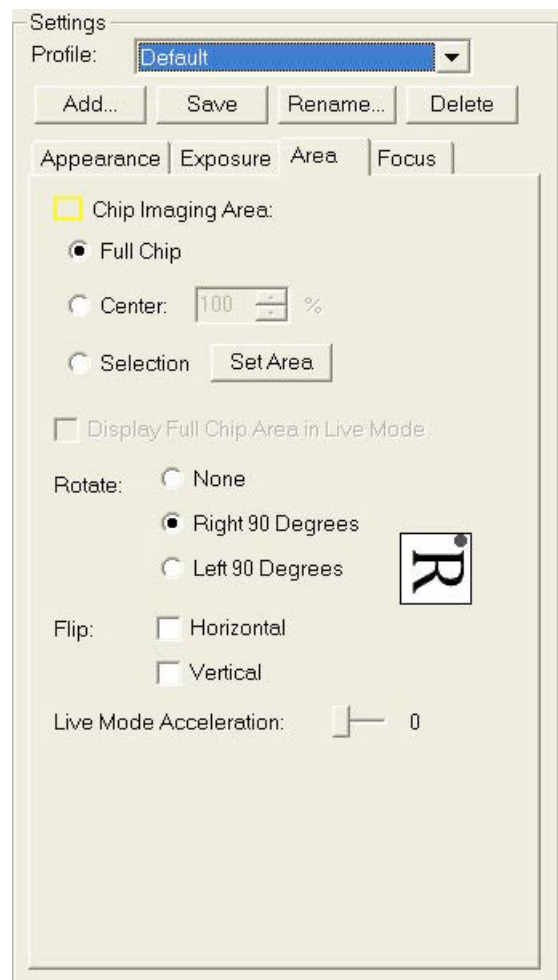 Settings
Profile: Default
Add... Save Rename... Delete
Appearance Exposure Area Focus
Chip Imaging Area:
Full Chip
Center: 100 %
Selection Set Area
Display Full Chip Area in Live Mode
Rotate: None
Right 90 Degrees
Left 90 Degrees
R
Flip: Horizontal
Vertical
Live Mode Acceleration: 0